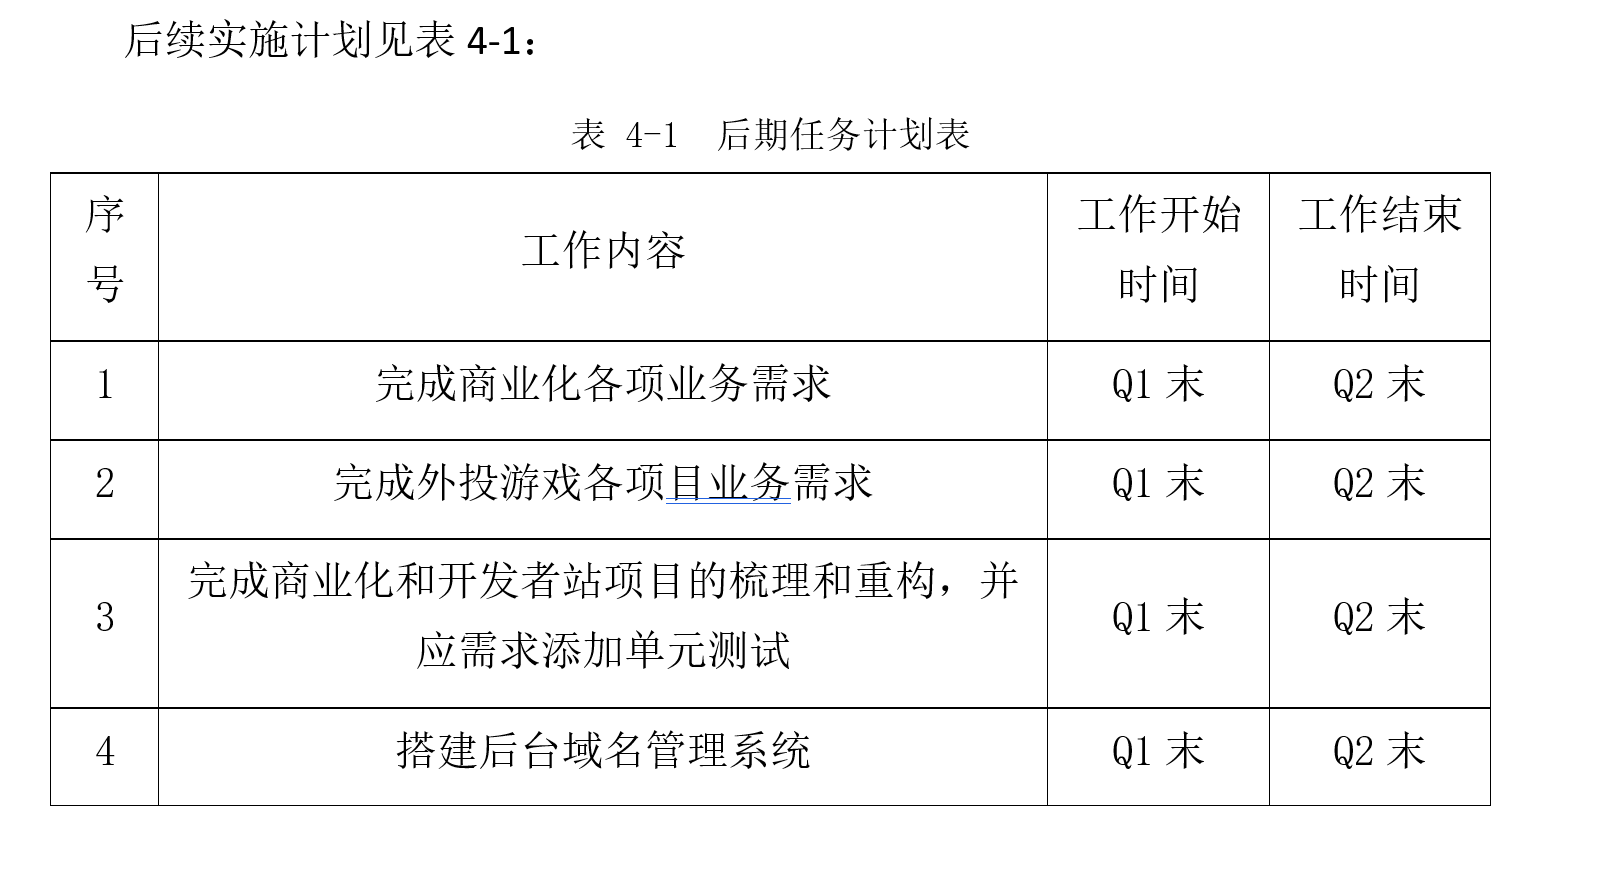 后续实施计划见表 4-1：
表 4-1 后期任务计划表
序号 工作内容 工作开始时间 工作结束时间
1 完成商业化各项业务需求 Q1 末 Q2 末
2 完成外投游戏各项目业务需求 Q1 末 Q2 末
3 完成商业化和开发者站项目的梳理和重构，并
应需求添加单元测试 Q1 末 Q2 末
4 搭建后台域名管理系统 Q1 末 Q2 末